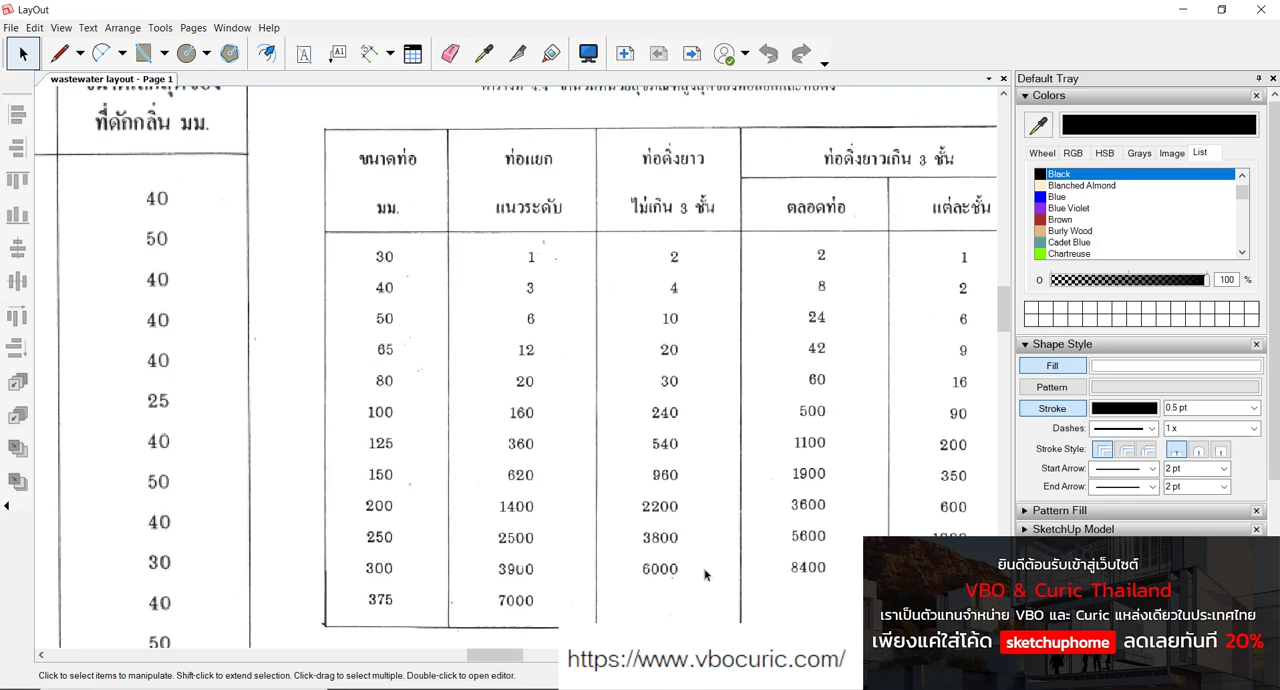 LayOut
File Edit View Text Arrange Tools Pages Window Help
wastewater layout - Page 1
ที่ดักกลิ่น มม.
40
50
40
40
40
25
40
50
40
30
40
50
ขนาดท่อ ท่อแยก ท่อดิ่งยาว ท่อดิ่งยาวเกิน 3 ชั้น
มม. แนวระดับ ไม่เกิน 3 ชั้น ตลอดท่อ แต่ละชั้น
30 1 2 2 1
40 3 4 8 2
50 6 10 24 6
65 12 20 42 9
80 20 30 60 16
100 160 240 500 90
125 360 540 1100 200
150 620 960 1900 350
200 1400 2200 3600 600
250 2500 3800 5600
300 3900 6000 8400
375 7000
Default Tray
Colors
Wheel RGB HSB Grays Image List
Black
Blanched Almond
Blue
Blue Violet
Brown
Burly Wood
Cadet Blue
Chartreuse
O 100 %
Shape Style
Fill
Pattern
Stroke 0.5 pt
Dashes: 1 x
Stroke Style:
Start Arrow: 2 pt
End Arrow: 2 pt
Pattern Fill
SketchUp Model
ยินดีต้อนรับเข้าสู่เว็บไซต์
VBO & Curic Thailand
เราเป็นตัวแทนจำหน่าย VBO และ Curic แหล่งเดียวในประเทศไทย
เพียงแค่ใส่โค้ด sketchuphome ลดเลยทันที 20%
https://www.vbocuric.com/
Click to select items to manipulate. Shift-click to extend selection. Click-drag to select multiple. Double-click to open editor.